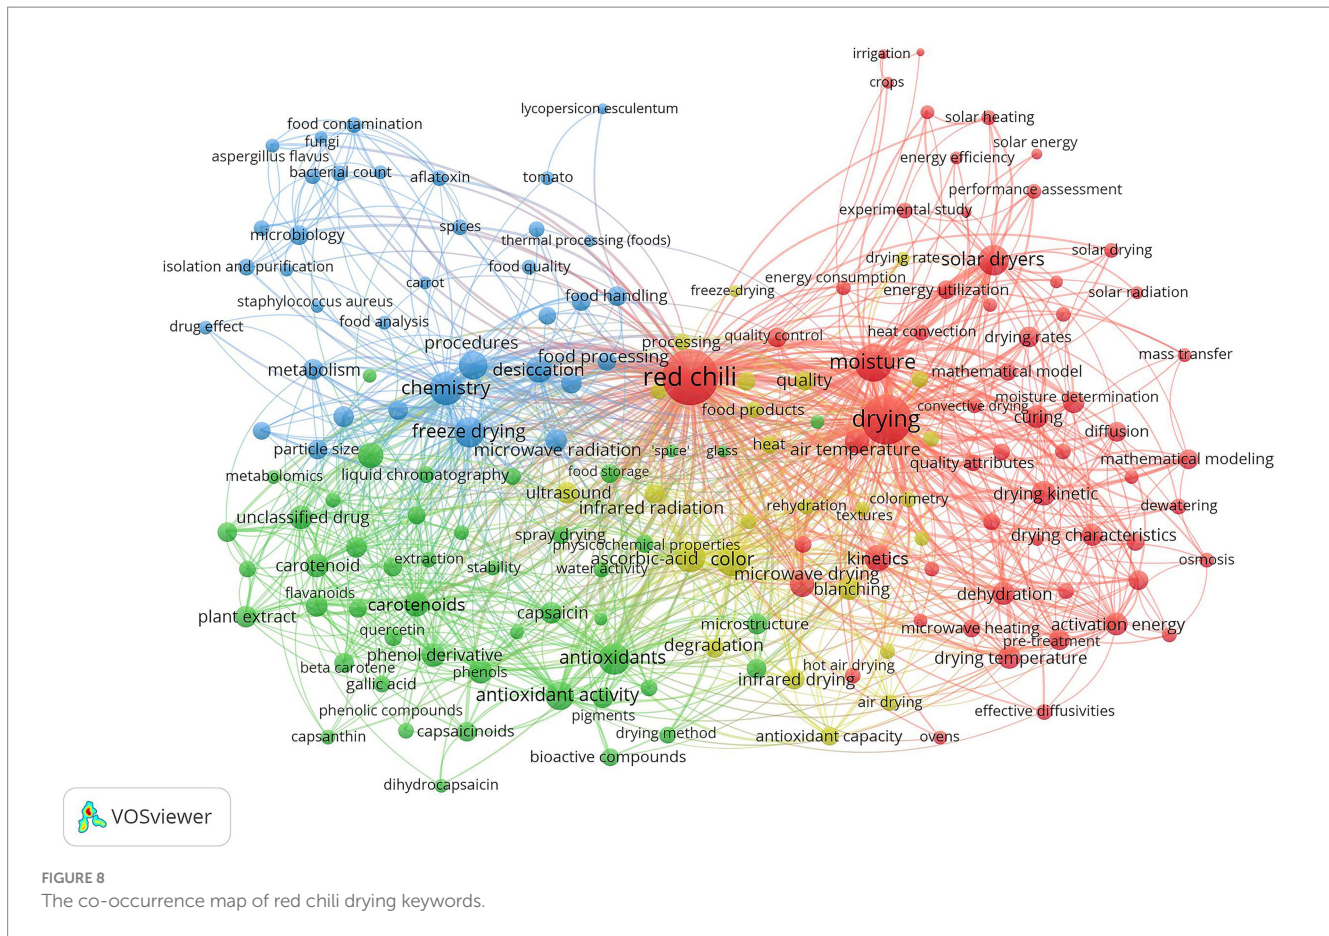 irrigation
crops
lycopersicon esculentum
food contamination
solar heating
fungi
solar energy
aspergillus flavus
energy efficiency
bacterial count
aflatoxin
tomato
performance assessment
experimental study
spices
microbiology
thermal processing (foods)
solar drying
drying rate
solar dryers
isolation and purification
food quality
energy consumption
carrot
freeze-drying
energy utilization
solar radiation
food handling
staphylococcus aureus
food analysis
drug effect
procedures
processing
quality control
heat convection
drying rates
food processing
mass transfer
metabolism
desiccation
red chili
moisture
mathematical model
chemistry
quality
moisture determination
food products
convective drying
curing
drying
freeze drying
diffusion
particle size
microwave radiation
'spice'
glass
heat
air temperature
mathematical modeling
quality attributes
metabolomics
liquid chromatography
food storage
ultrasound
drying kinetic
colorimetry
infrared radiation
rehydration
textures
dewatering
unclassified drug
spray drying
drying characteristics
physicochemical properties
extraction
ascorbic-acid
color
kinetics
osmosis
carotenoid
stability
water activity
microwave drying
flavanoids
blanching
dehydration
carotenoids
plant extract
capsaicin
microstructure
activation energy
quercetin
microwave heating
pre-treatment
degradation
phenol derivative
antioxidants
drying temperature
beta carotene
phenols
hot air drying
gallic acid
infrared drying
antioxidant activity
air drying
phenolic compounds
pigments
effective diffusivities
capsanthin
capsaicinoids
drying method
antioxidant capacity
ovens
bioactive compounds
dihydrocapsaicin
VOSviewer
FIGURE 8
The co-occurrence map of red chili drying keywords.